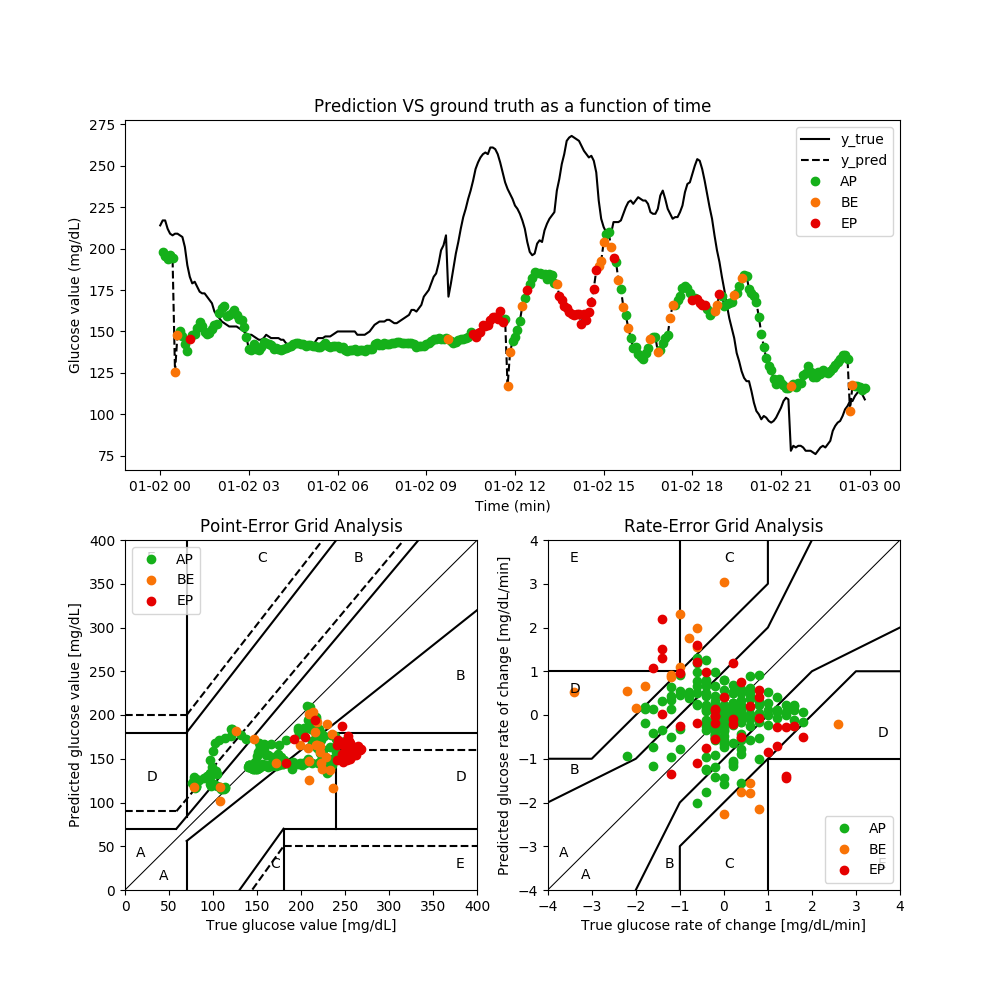 Prediction VS ground truth as a function of time
Glucose value (mg/dL)
275
250
225
200
175
150
125
100
75
y_true
y_pred
AP
BE
EP
01-02 00 01-02 03 01-02 06 01-02 09 01-02 12 01-02 15 01-02 18 01-02 21 01-03 00
Time (min)
Point-Error Grid Analysis
Predicted glucose value [mg/dL]
400
350
300
250
200
150
100
50
0
AP
BE
EP
C B
B
D D
A
A C E
0 50 100 150 200 250 300 350 400
True glucose value [mg/dL]
Rate-Error Grid Analysis
Predicted glucose rate of change [mg/dL/min]
4
3
2
1
0
−1
−2
−3
−4
E C
D
D
B
A
A B C E
AP
BE
EP
−4 −3 −2 −1 0 1 2 3 4
True glucose rate of change [mg/dL/min]